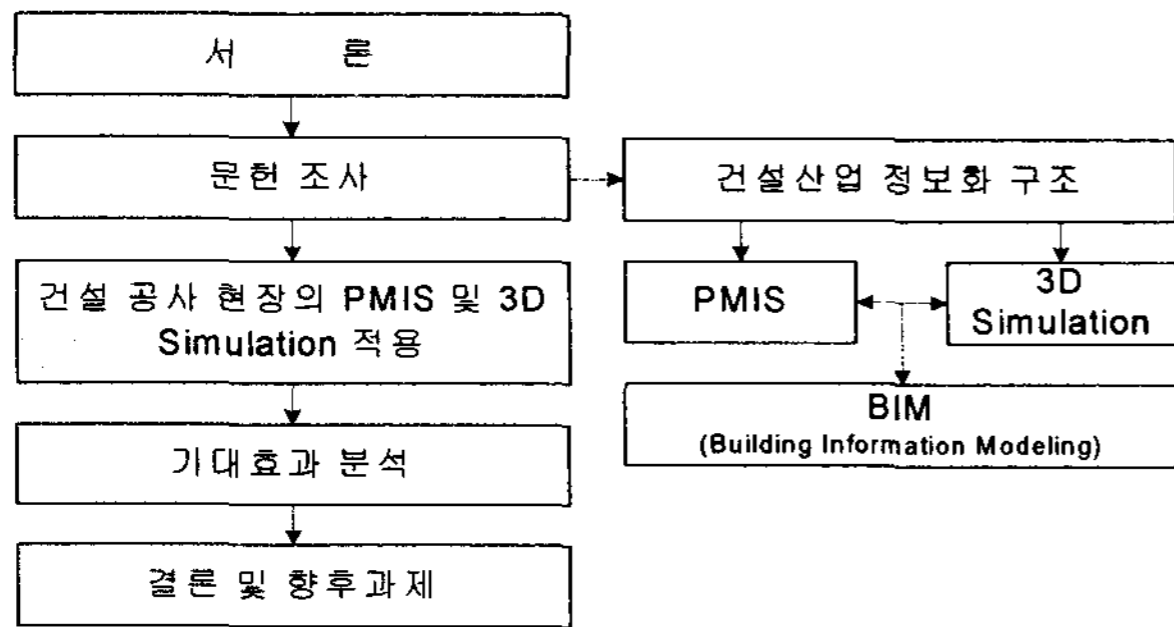 서 론
문헌 조사
건설산업 정보화 구조
건설 공사 현장의 PMIS 및 3D
Simulation 적용
PMIS
3D
Simulation
BIM
(Building Information Modeling)
기대효과 분석
결론 및 향후과제